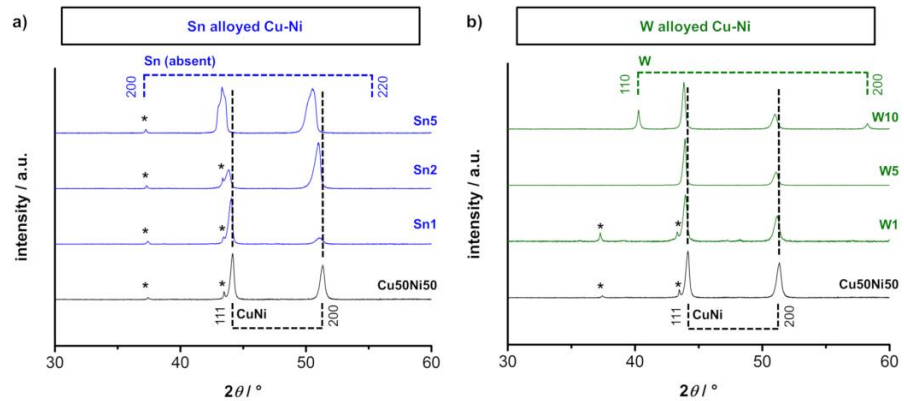 a)
Sn alloyed Cu-Ni
Sn (absent)
200
220
*
Sn5
*
*
Sn2
*
*
Sn1
*
*
Cu50Ni50
111
CuNi
200
intensity / a.u.
30
40
50
60
2θ / °
b)
W alloyed Cu-Ni
W
110
200
W10
W5
*
*
W1
*
*
Cu50Ni50
111
CuNi
200
intensity / a.u.
30
40
50
60
2θ / °